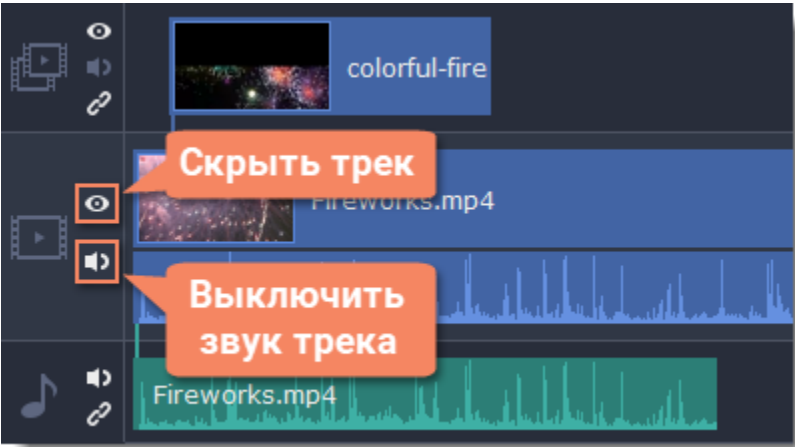 colorful-fire
Скрыть трек
Fireworks.mp4
Выключить
звук трека
Fireworks.mp4